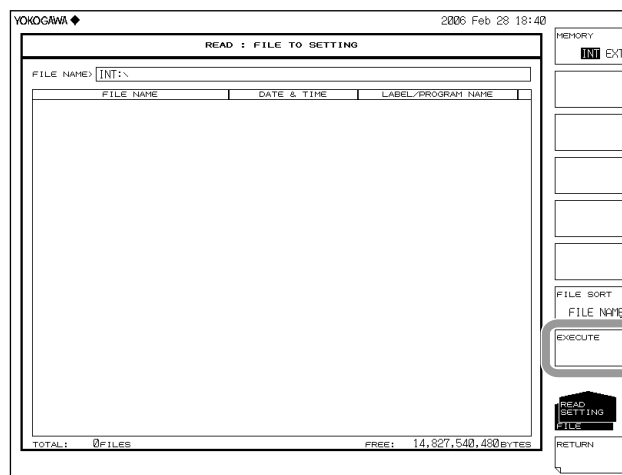 YOKOGAWA ◆
2006 Feb 28 18:40
READ : FILE TO SETTING
FILE NAME> INT:\
FILE NAME DATE & TIME LABEL/PROGRAM NAME
TOTAL: 0FILES FREE: 14,827,540,480BYTES
MEMORY
INT EXT
FILE SORT
FILE NAME
EXECUTE
READ
SETTING
FILE
RETURN